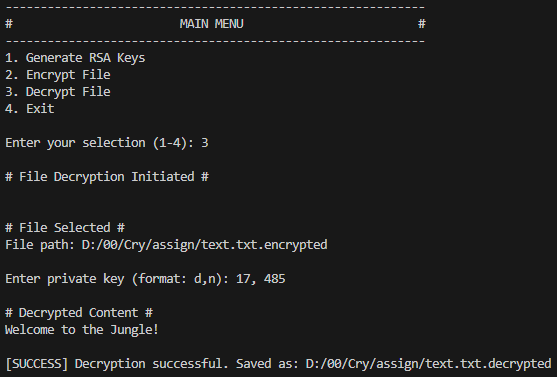 ------------------------------------------------------------
# MAIN MENU #
------------------------------------------------------------
1. Generate RSA Keys
2. Encrypt File
3. Decrypt File
4. Exit
Enter your selection (1-4): 3
# File Decryption Initiated #
# File Selected #
File path: D:/00/Cry/assign/text.txt.encrypted
Enter private key (format: d,n): 17, 485
# Decrypted Content #
Welcome to the Jungle!
[SUCCESS] Decryption successful. Saved as: D:/00/Cry/assign/text.txt.decrypted